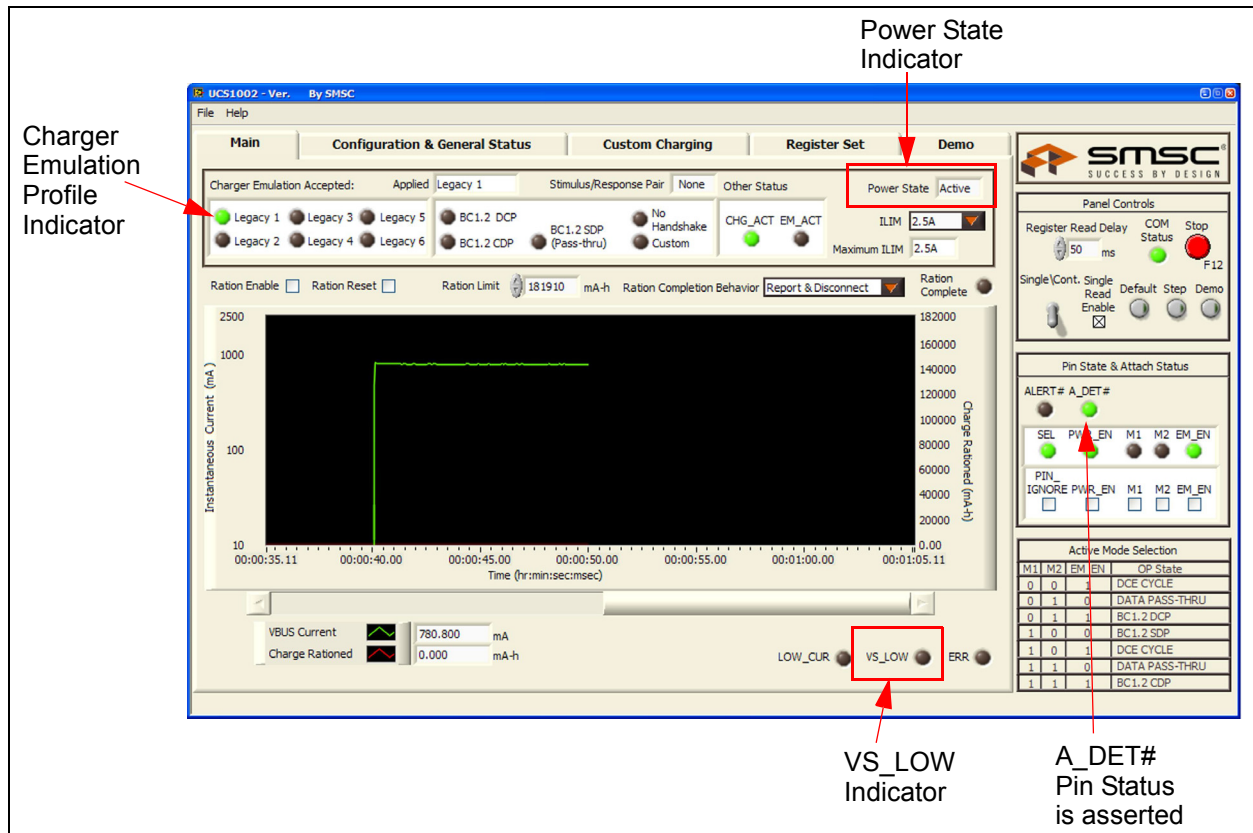 Power State
Indicator
Charger
Emulation
Profile
Indicator
UCS1002 - Ver. By SMSC
File Help
Main Configuration & General Status Custom Charging Register Set Demo
Charger Emulation Accepted: Applied Legacy 1 Stimulus/Response Pair None Other Status Power State Active
Legacy 1 Legacy 3 Legacy 5 BC1.2 DCP No Handshake CHG_ACT EM_ACT ILIM 2.5A
Legacy 2 Legacy 4 Legacy 6 BC1.2 CDP BC1.2 SDP (Pass-thru) Custom Maximum ILIM 2.5A
Ration Enable Ration Reset Ration Limit 181910 mA-h Ration Completion Behavior Report & Disconnect Ration Complete
Instantaneous Current (mA)
2500
1000
100
10
182000
160000
140000
120000
100000
80000
60000
40000
20000
0.00
Charge Rationed (mA-h)
00:00:35.11 00:00:40.00 00:00:45.00 00:00:50.00 00:00:55.00 00:01:00.00 00:01:05.11
Time (hr:min:sec:msec)
VBUS Current 780.800 mA
Charge Rationed 0.000 mA-h
LOW_CUR VS_LOW ERR
smsc®
SUCCESS BY DESIGN
Panel Controls
Register Read Delay COM Status Stop
50 ms
F12
Single\Cont. Single Read Enable Default Step Demo
Pin State & Attach Status
ALERT# A_DET#
SEL PWR_EN M1 M2 EM_EN
PIN_
IGNORE PWR_EN M1 M2 EM_EN
Active Mode Selection
M1 M2 EM_EN OP State
0 0 1 DCE CYCLE
0 1 0 DATA PASS-THRU
0 1 1 BC1.2 DCP
1 0 0 BC1.2 SDP
1 0 1 DCE CYCLE
1 1 0 DATA PASS-THRU
1 1 1 BC1.2 CDP
VS_LOW
Indicator
A_DET#
Pin Status
is asserted